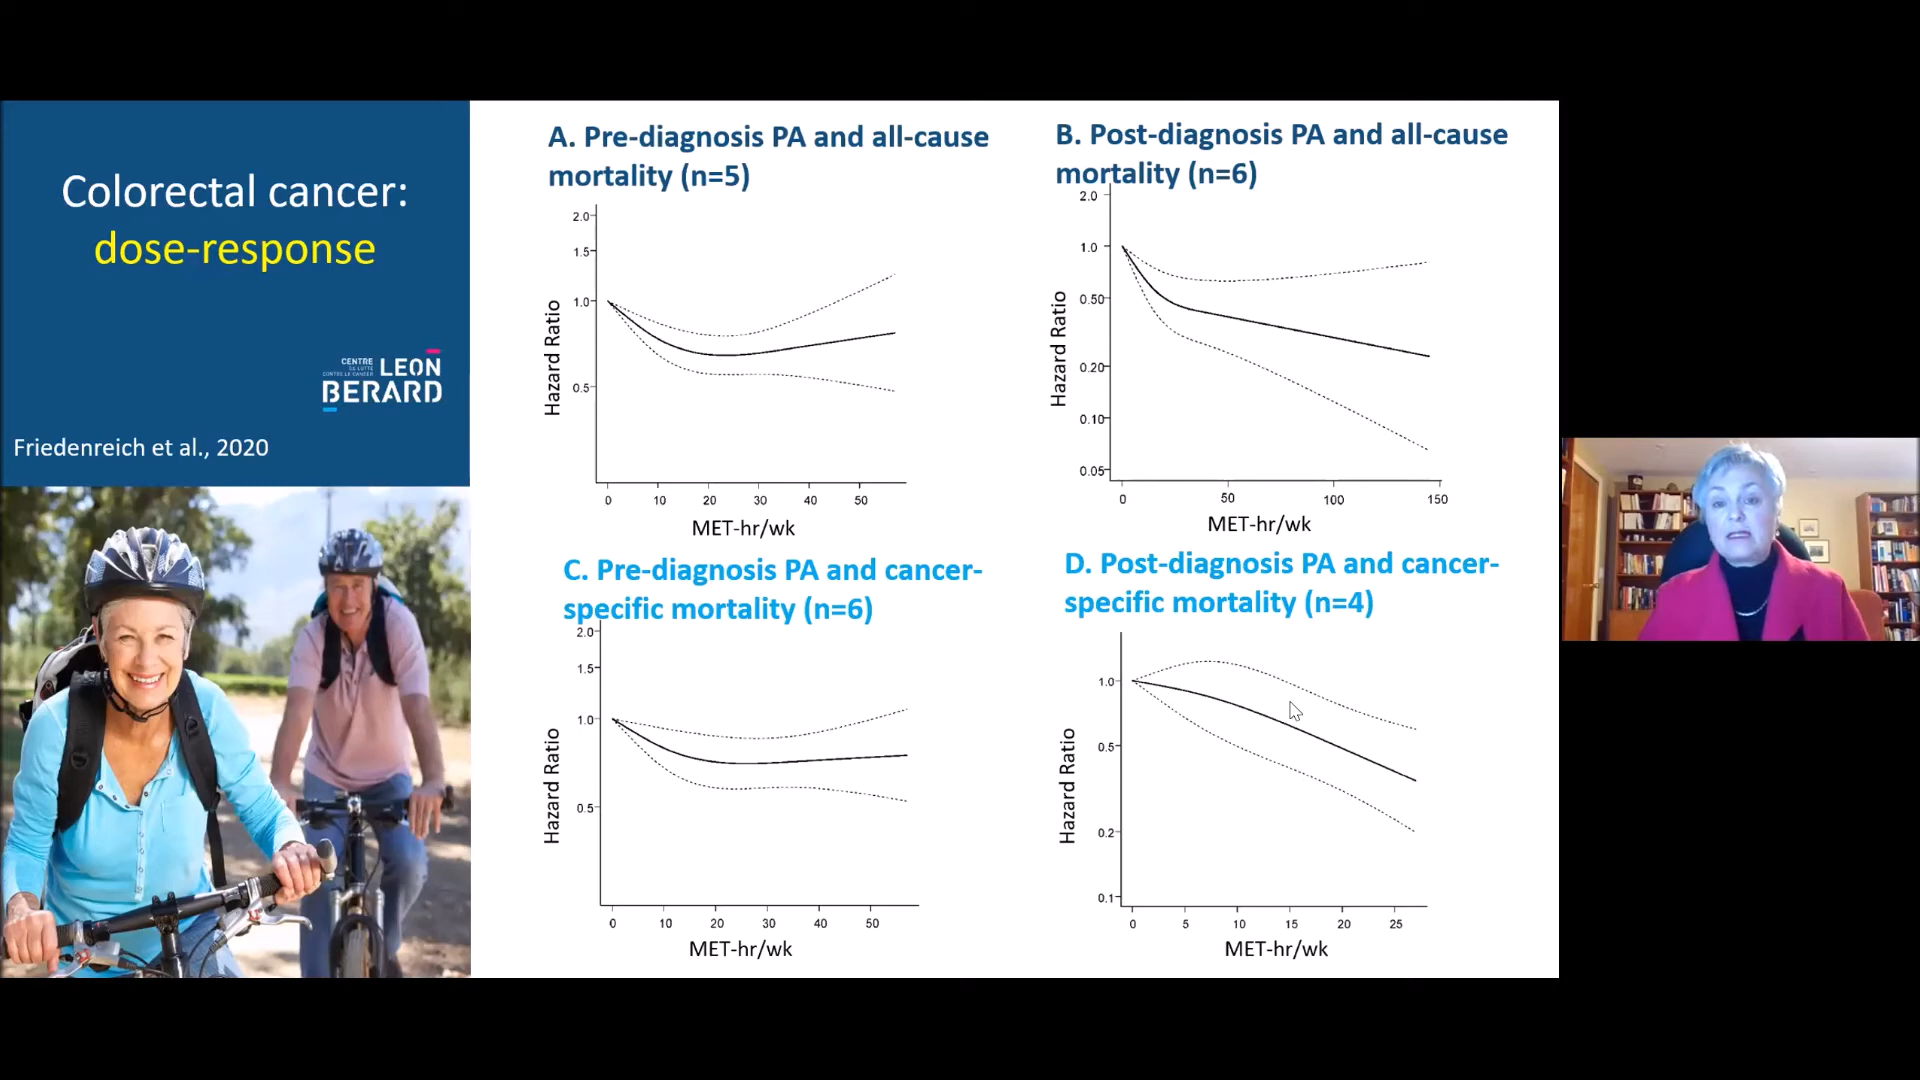 Colorectal cancer:
dose-response
CENTRE
DE LUTTE
CONTRE LE CANCER
LEON
BERARD
Friedenreich et al., 2020
A. Pre-diagnosis PA and all-cause
mortality (n=5)
2.0
1.5
1.0
0.5
Hazard Ratio
0 10 20 30 40 50
MET-hr/wk
B. Post-diagnosis PA and all-cause
mortality (n=6)
2.0
1.0
0.50
0.20
0.10
0.05
Hazard Ratio
0 50 100 150
MET-hr/wk
C. Pre-diagnosis PA and cancer-
specific mortality (n=6)
2.0
1.5
1.0
0.5
Hazard Ratio
0 10 20 30 40 50
MET-hr/wk
D. Post-diagnosis PA and cancer-
specific mortality (n=4)
1.0
0.5
0.2
0.1
Hazard Ratio
0 5 10 15 20 25
MET-hr/wk